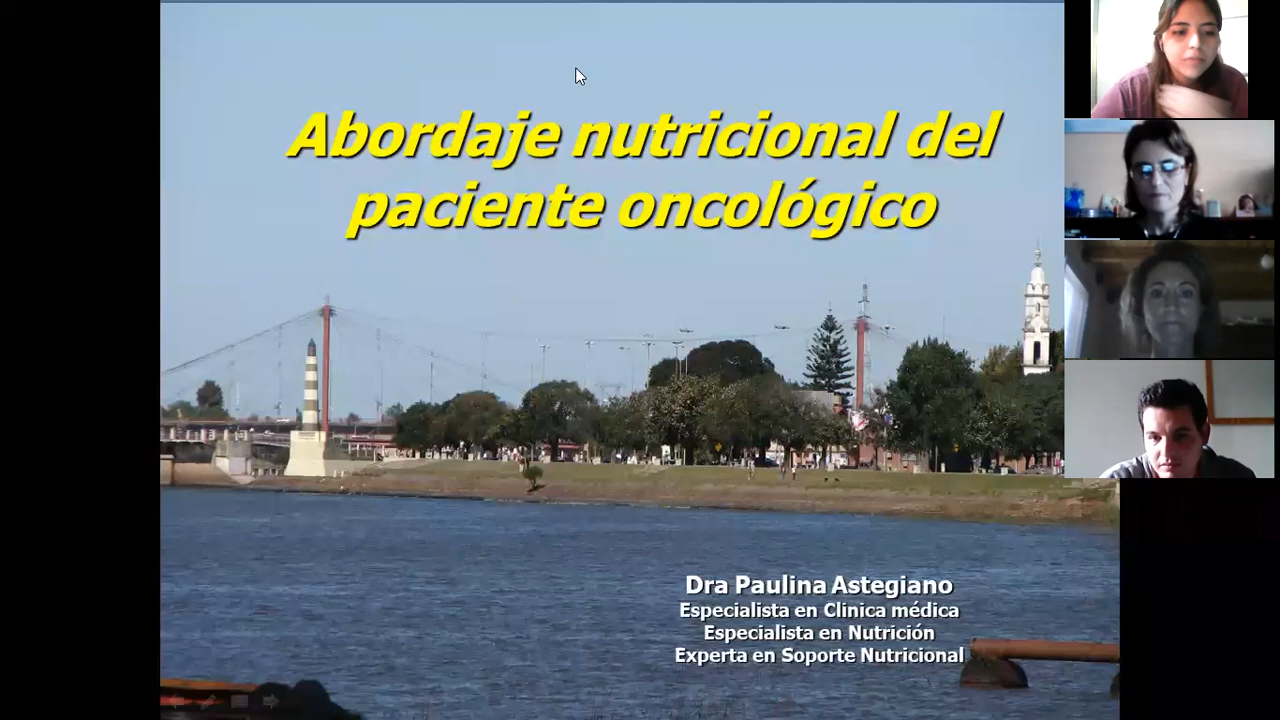 Abordaje nutricional del
paciente oncológico
Dra Paulina Astegiano
Especialista en Clinica médica
Especialista en Nutrición
Experta en Soporte Nutricional